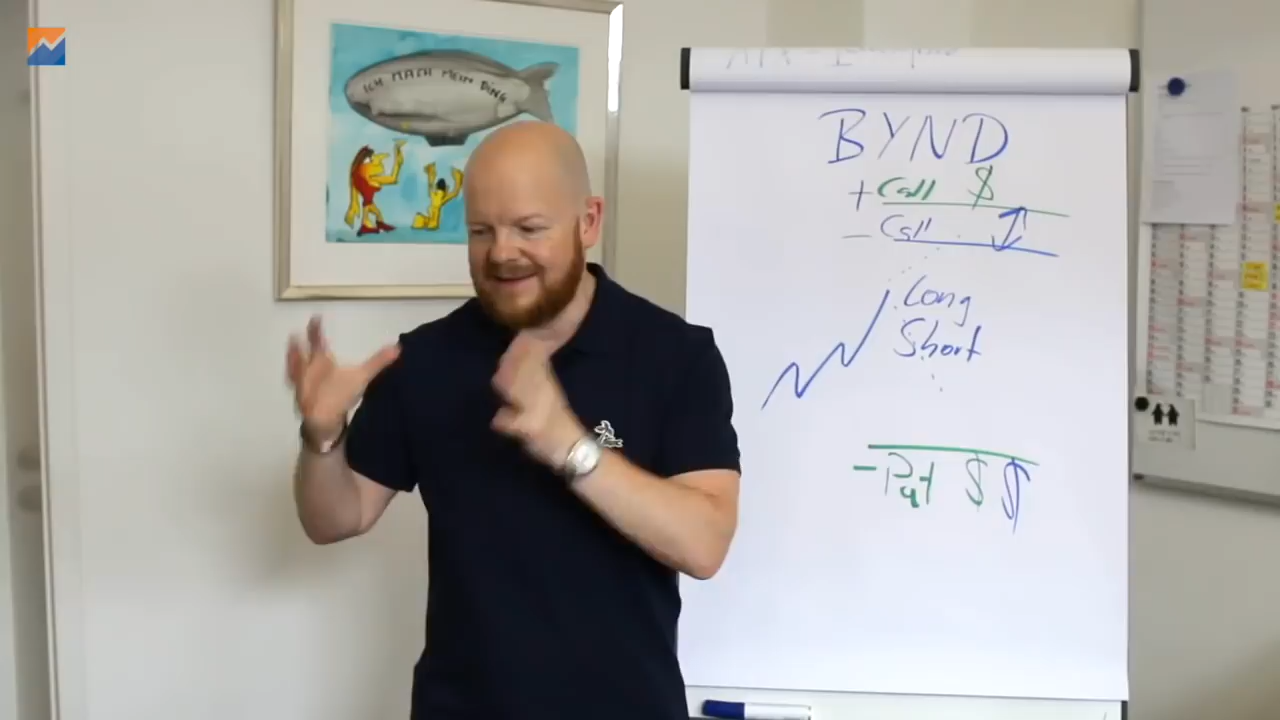 ICH MACH MEIN DING
BYND
+ Call $
- Call
Long
Short
- Put $ $